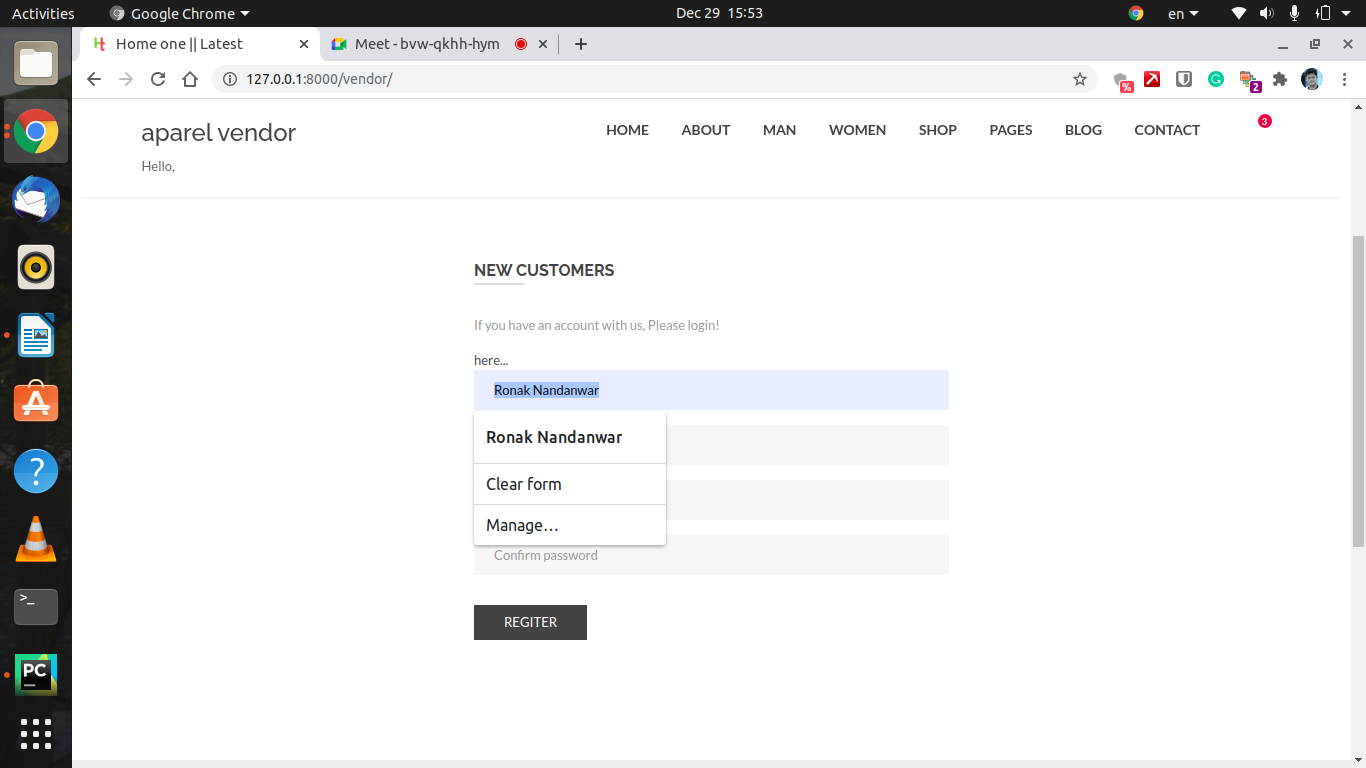 Activities Google Chrome Dec 29 15:53 en
Home one || Latest Meet - bvw-qkhh-hym
127.0.0.1:8000/vendor/ % 2
aparel vendor HOME ABOUT MAN WOMEN SHOP PAGES BLOG CONTACT 3
Hello,
NEW CUSTOMERS
If you have an account with us, Please login!
here...
Ronak Nandanwar
Ronak Nandanwar
Clear form
Manage...
Confirm password
REGITER
>_
PC